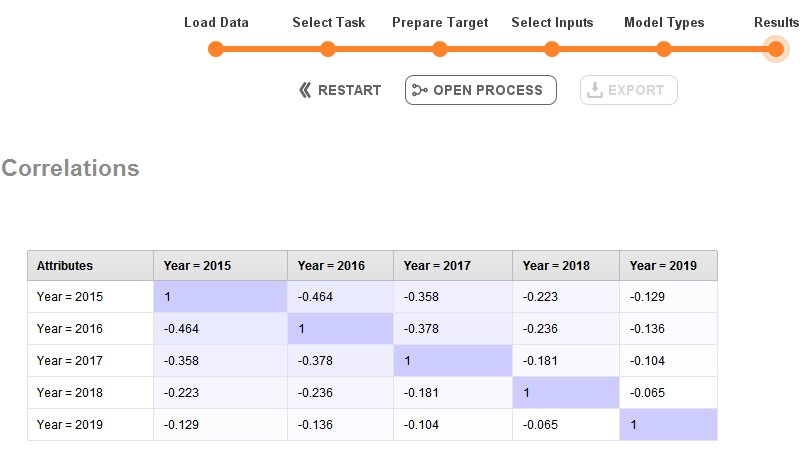 Load Data Select Task Prepare Target Select Inputs Model Types Results
RESTART OPEN PROCESS EXPORT
Correlations
Attributes Year = 2015 Year = 2016 Year = 2017 Year = 2018 Year = 2019
Year = 2015 1 -0.464 -0.358 -0.223 -0.129
Year = 2016 -0.464 1 -0.378 -0.236 -0.136
Year = 2017 -0.358 -0.378 1 -0.181 -0.104
Year = 2018 -0.223 -0.236 -0.181 1 -0.065
Year = 2019 -0.129 -0.136 -0.104 -0.065 1